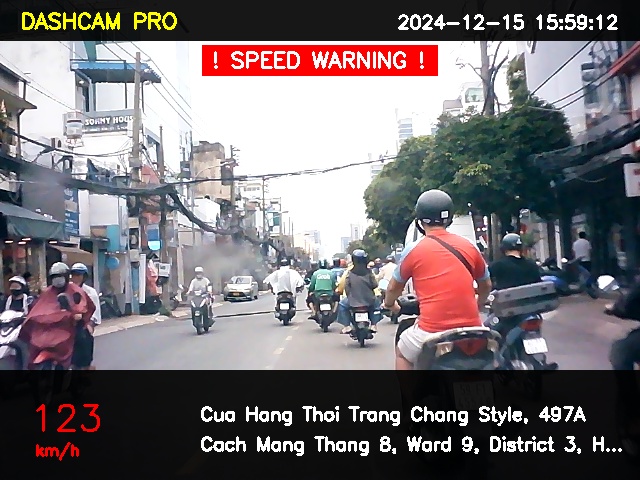 DASHCAM PRO
2024-12-15 15:59:12
! SPEED WARNING !
SONNY HOUSE
123
km/h
Cua Hang Thoi Trang Chang Style, 497A
Cach Mang Thang 8, Ward 9, District 3, H...